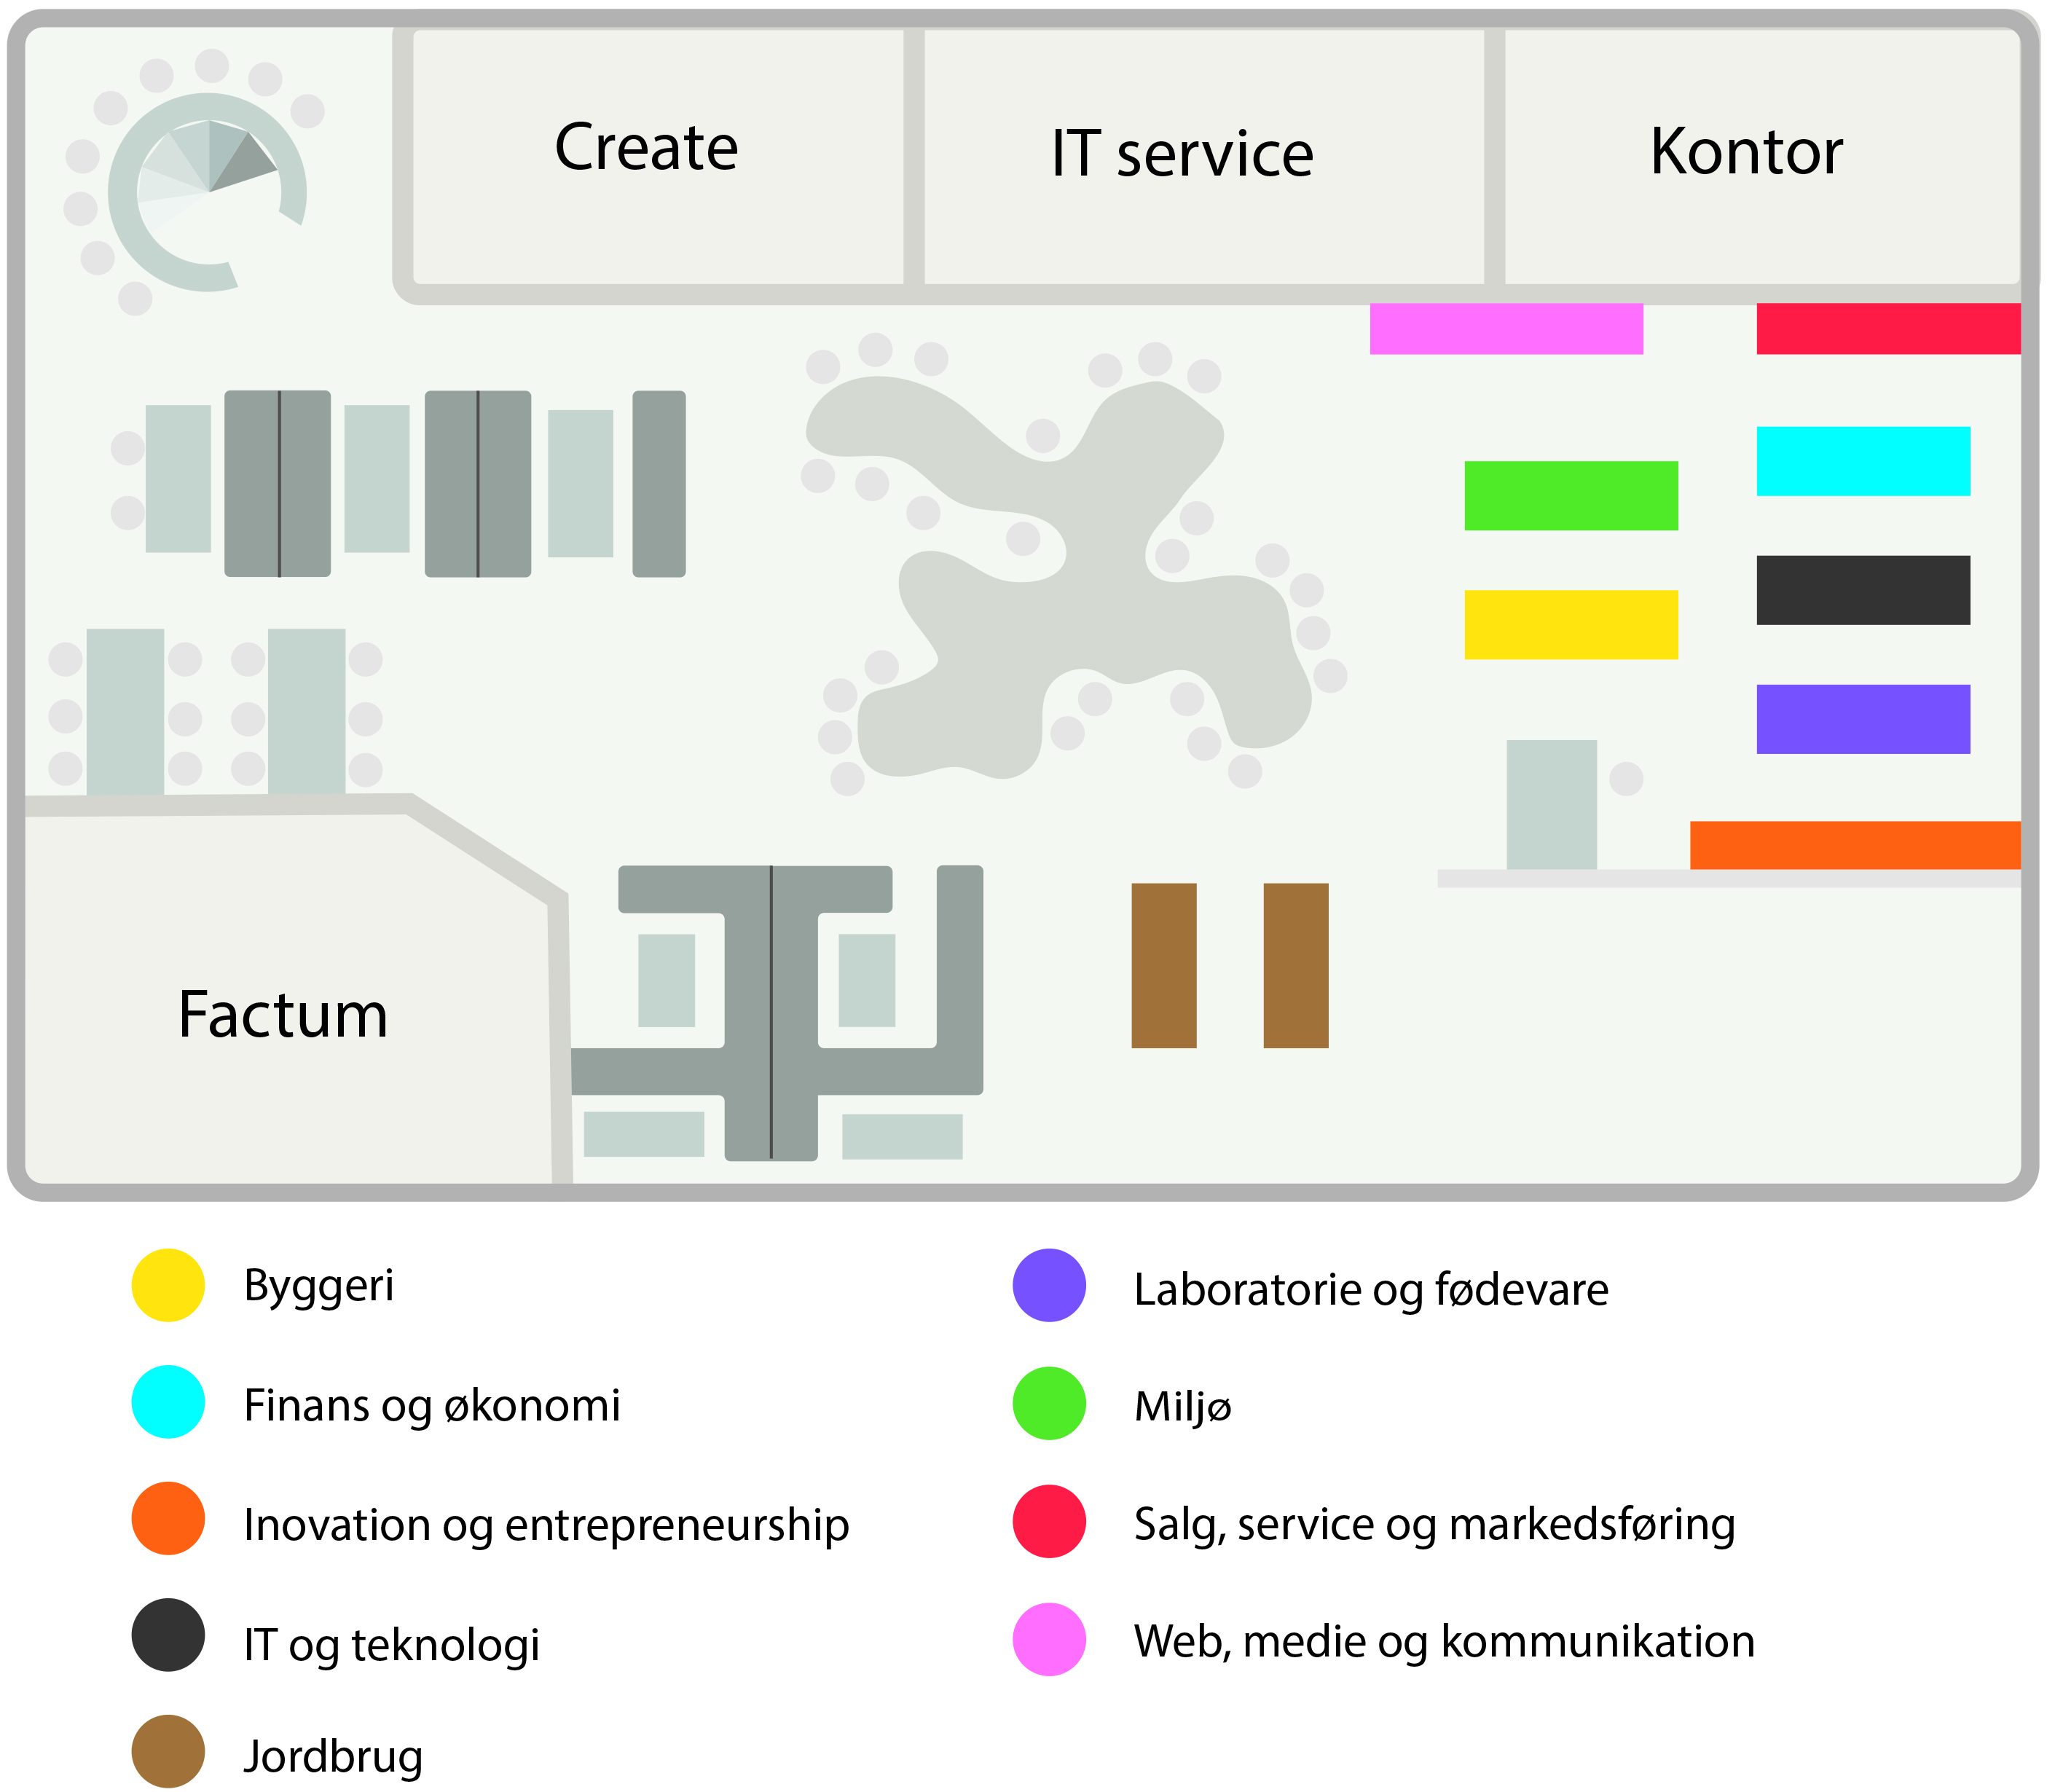 Create
IT service
Kontor
Factum
Byggeri
Finans og økonomi
Inovation og entrepreneurship
IT og teknologi
Jordbrug
Laboratorie og fødevare
Miljø
Salg, service og markedsføring
Web, medie og kommunikation